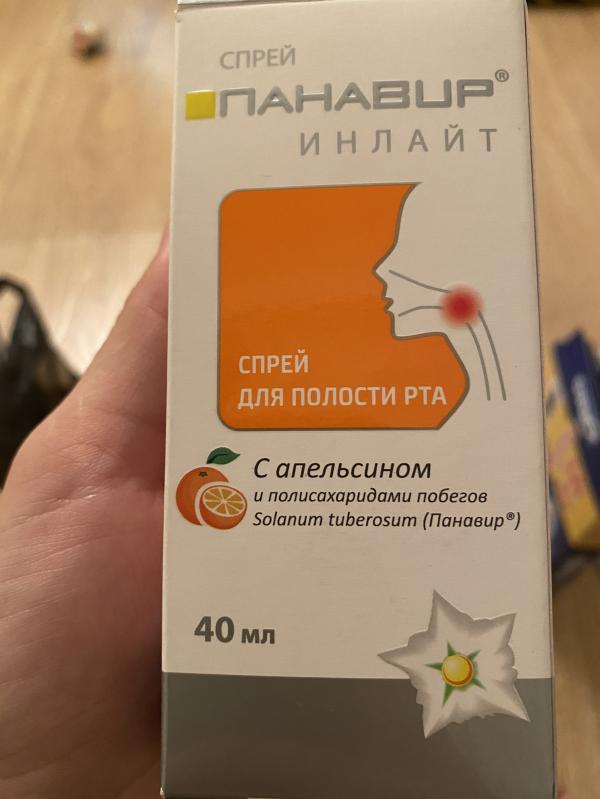 СПРЕЙ
ПАНАВИР®
ИНЛАЙТ
СПРЕЙ
ДЛЯ ПОЛОСТИ РТА
С апельсином
и полисахаридами побегов
Solanum tuberosum (Панавир®)
40 мл